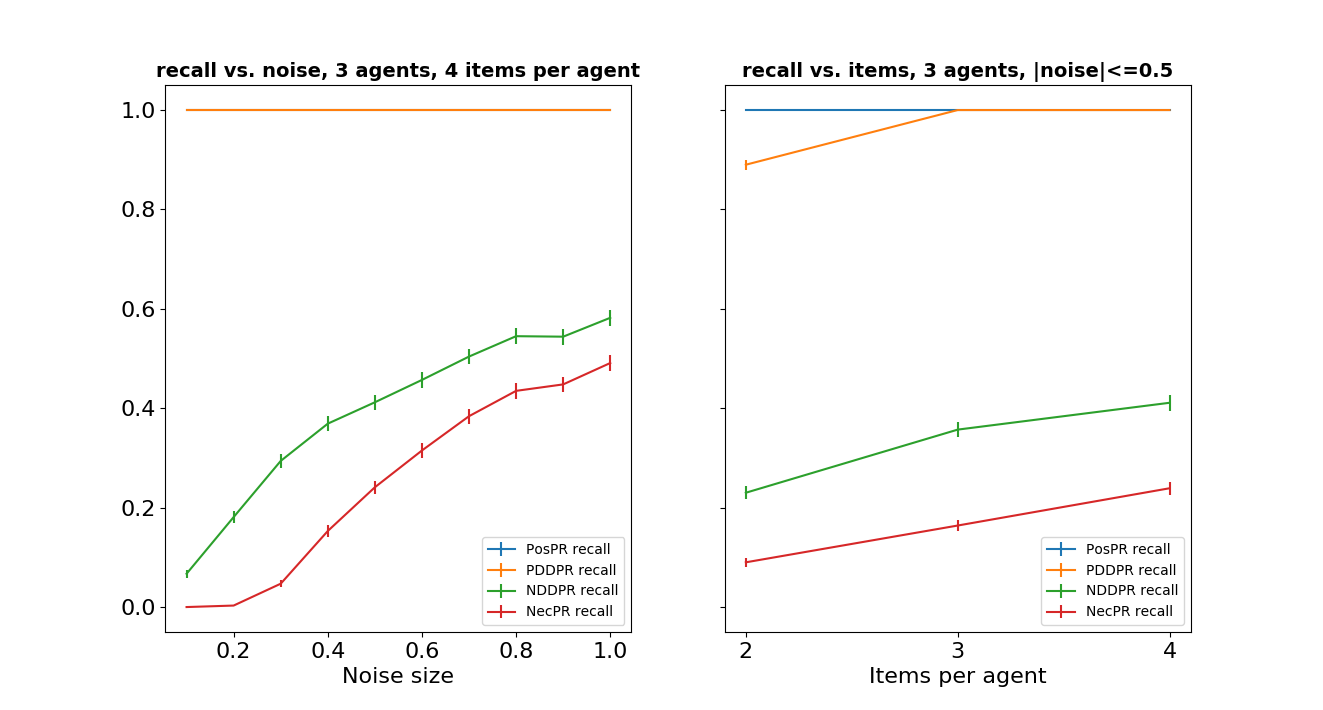 recall vs. noise, 3 agents, 4 items per agent
1.0
0.8
0.6
0.4
0.2
0.0
0.2 0.4 0.6 0.8 1.0
Noise size
PosPR recall
PDDPR recall
NDDPR recall
NecPR recall
recall vs. items, 3 agents, |noise|<=0.5
2 3 4
Items per agent
PosPR recall
PDDPR recall
NDDPR recall
NecPR recall